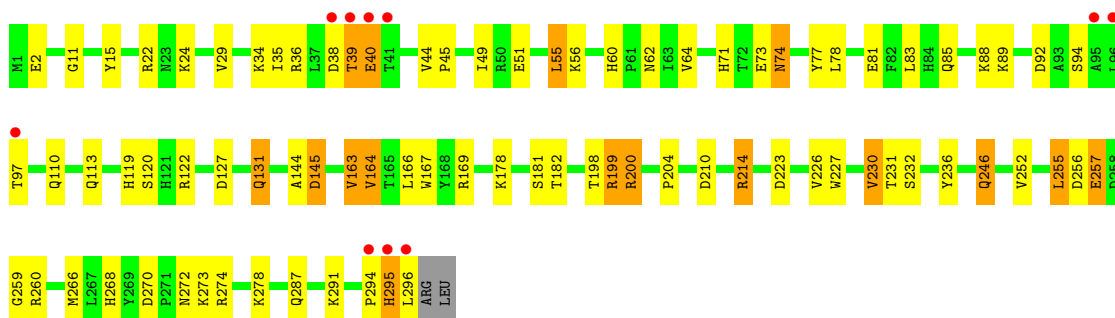 M1 E2 G11 Y15 R22 N23 K24 V29 K34 I35 R36 L37 D38 T39 E40 T41 V44 P45 I49 R50 E51 L55 K56 H60 P61 N62 I63 V64 H71 T72 E73 N74 Y77 L78 E81 F82 L83 H84 Q85 K88 K89 D92 A93 S94 A95 L96
T97 Q110 Q113 H119 S120 H121 R122 D127 Q131 A144 D145 V163 V164 T165 L166 W167 Y168 R169 K178 S181 T182 T198 R199 R200 P204 D210 R214 D223 V226 W227 V230 T231 S232 Y236 Q246 V252 L255 D256 E257 D258
G259 R260 M266 L267 H268 Y269 D270 P271 N272 K273 R274 K278 Q287 K291 P294 H295 L296 ARG LEU